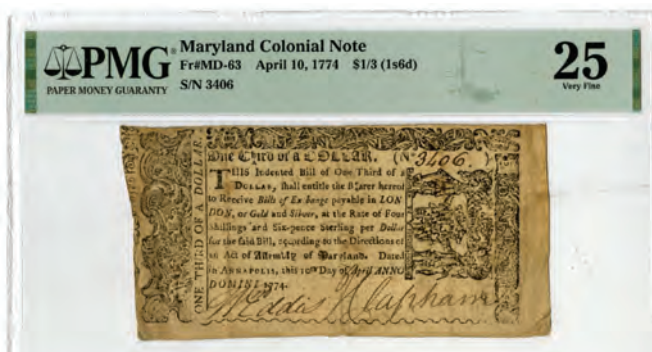 PMG
PAPER MONEY GUARANTY
Maryland Colonial Note
Fr#MD-63 April 10, 1774 $1/3 (1s6d)
S/N 3406
25
Very Fine
ONE THIRD OF A DOLLAR.
One Third of a DOLLAR. (No 3406.)
THIS Indented Bill of One Third of a
DOLLAR, shall entitle the Bearer hereof
to Receive Bills of Exchange payable in LON
DON, or Gold and Silver, at the Rate of Four
Shillings and Six-pence Sterling per Dollar
for the said Bill, according to the Directions of
an Act of Assembly of Maryland. Dated
in ANNAPOLIS, this 10th Day of April ANNO
DOMINI 1774.
W Eddis J Clapham